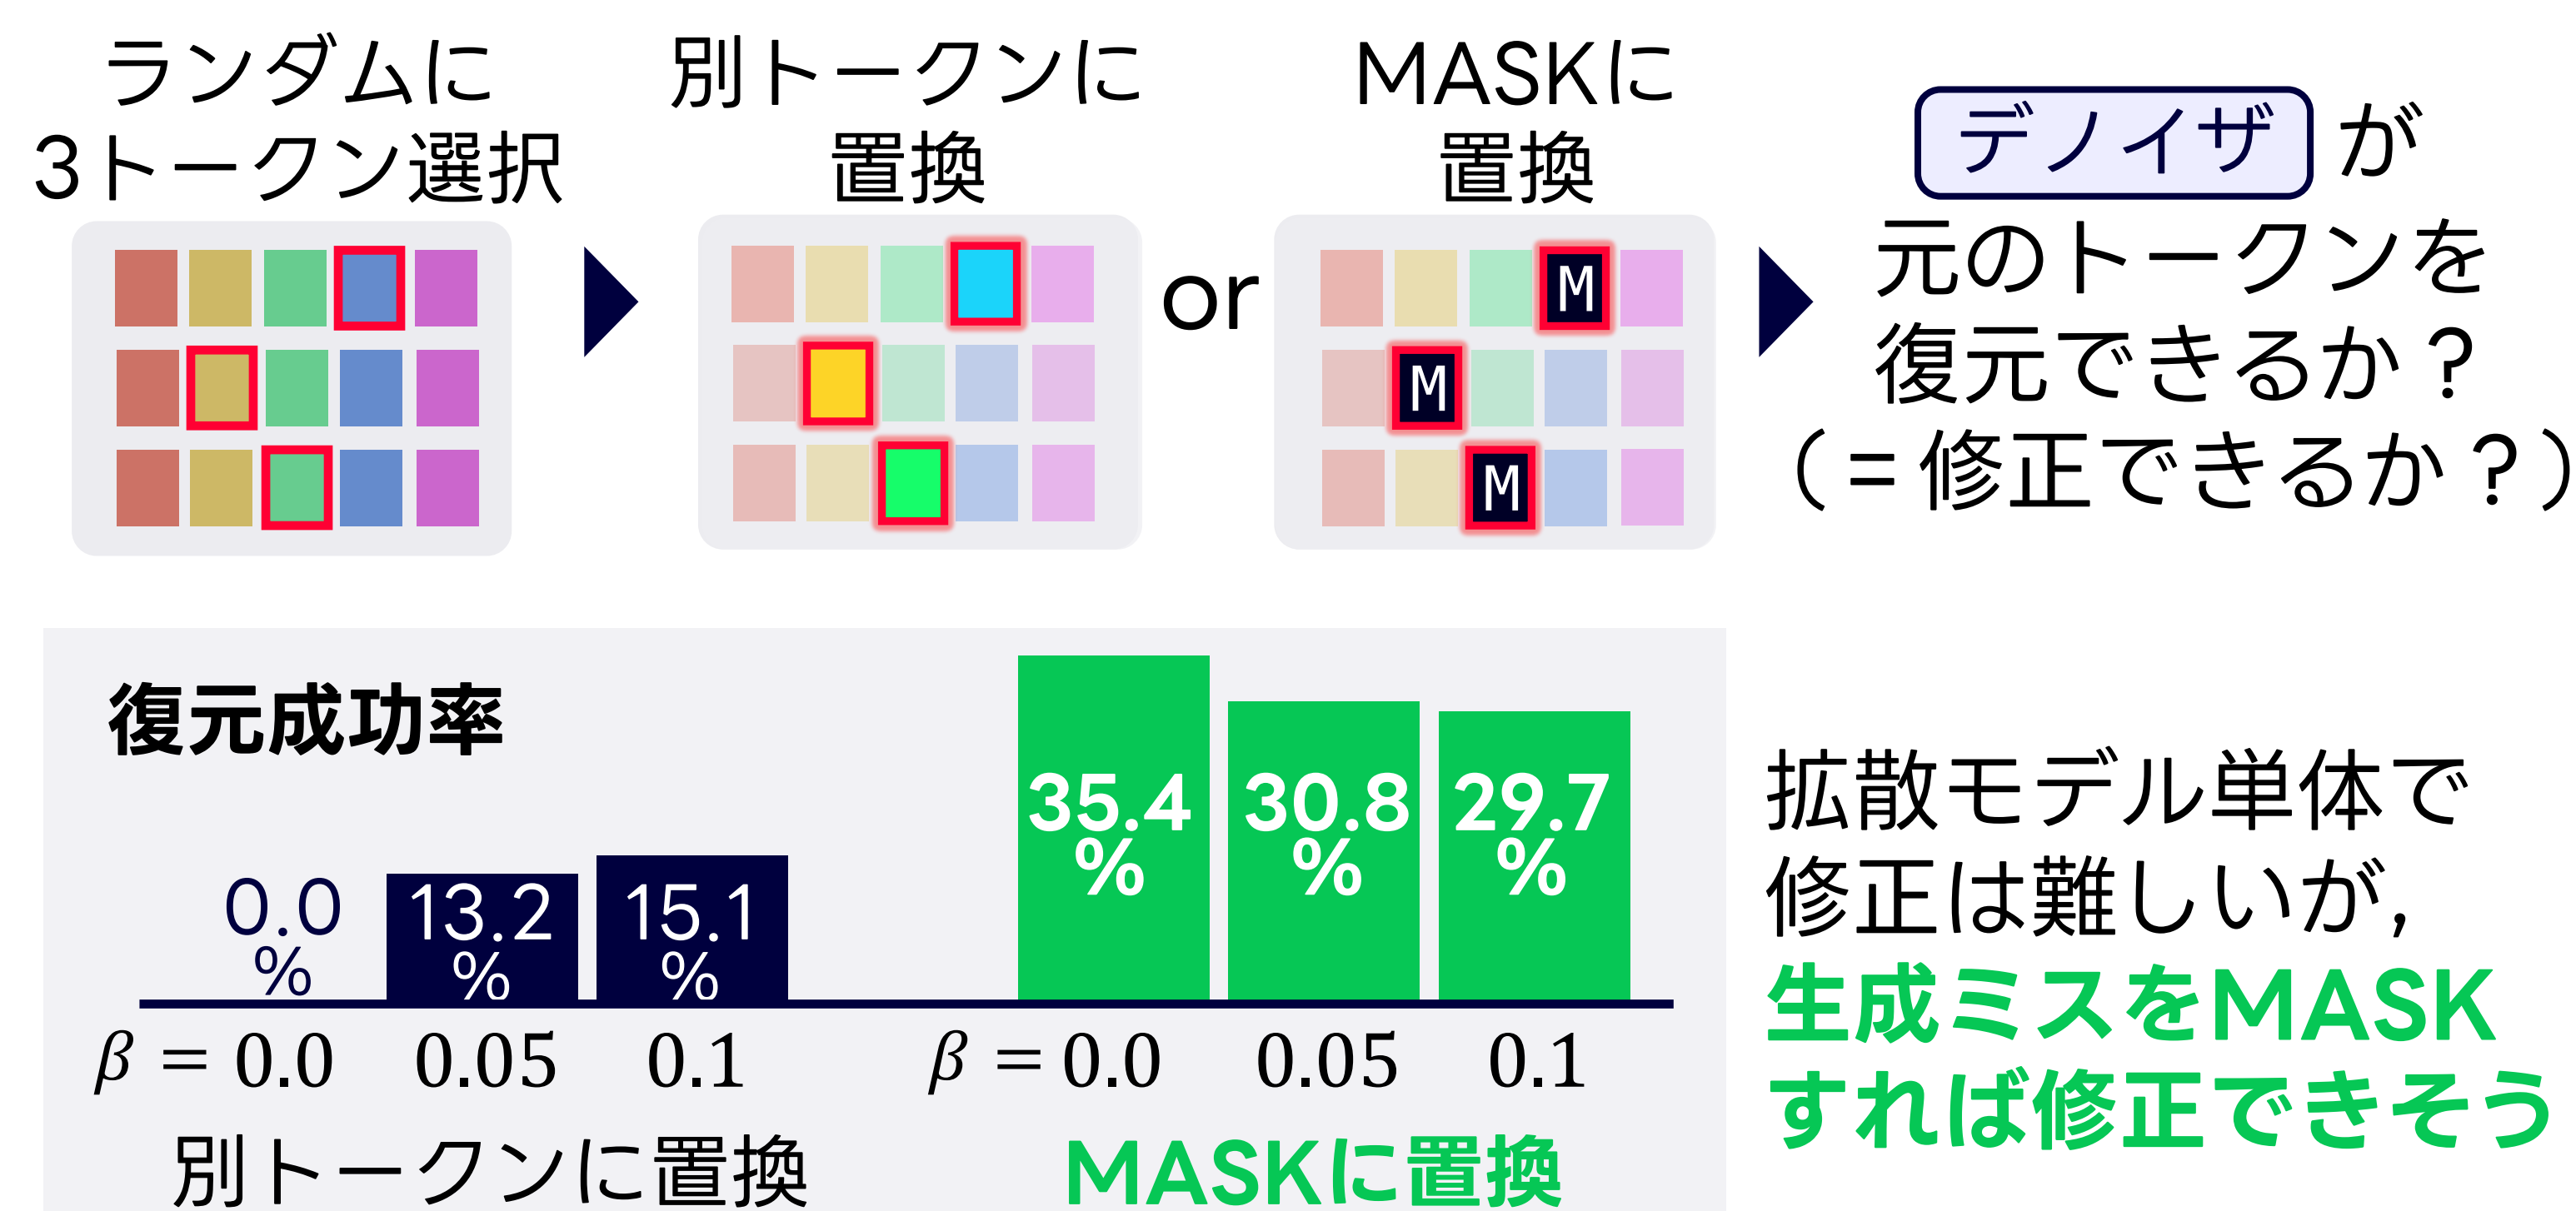 ランダムに
3トークン選択
別トークンに
置換
or
MASKに
置換
M
M
M
デノイザ が
元のトークンを
復元できるか？
（= 修正できるか？）
復元成功率
0.0
%
13.2
%
15.1
%
35.4
%
30.8
%
29.7
%
β = 0.0 0.05 0.1
β = 0.0 0.05 0.1
別トークンに置換
MASKに置換
拡散モデル単体で
修正は難しいが,
生成ミスをMASK
すれば修正できそう